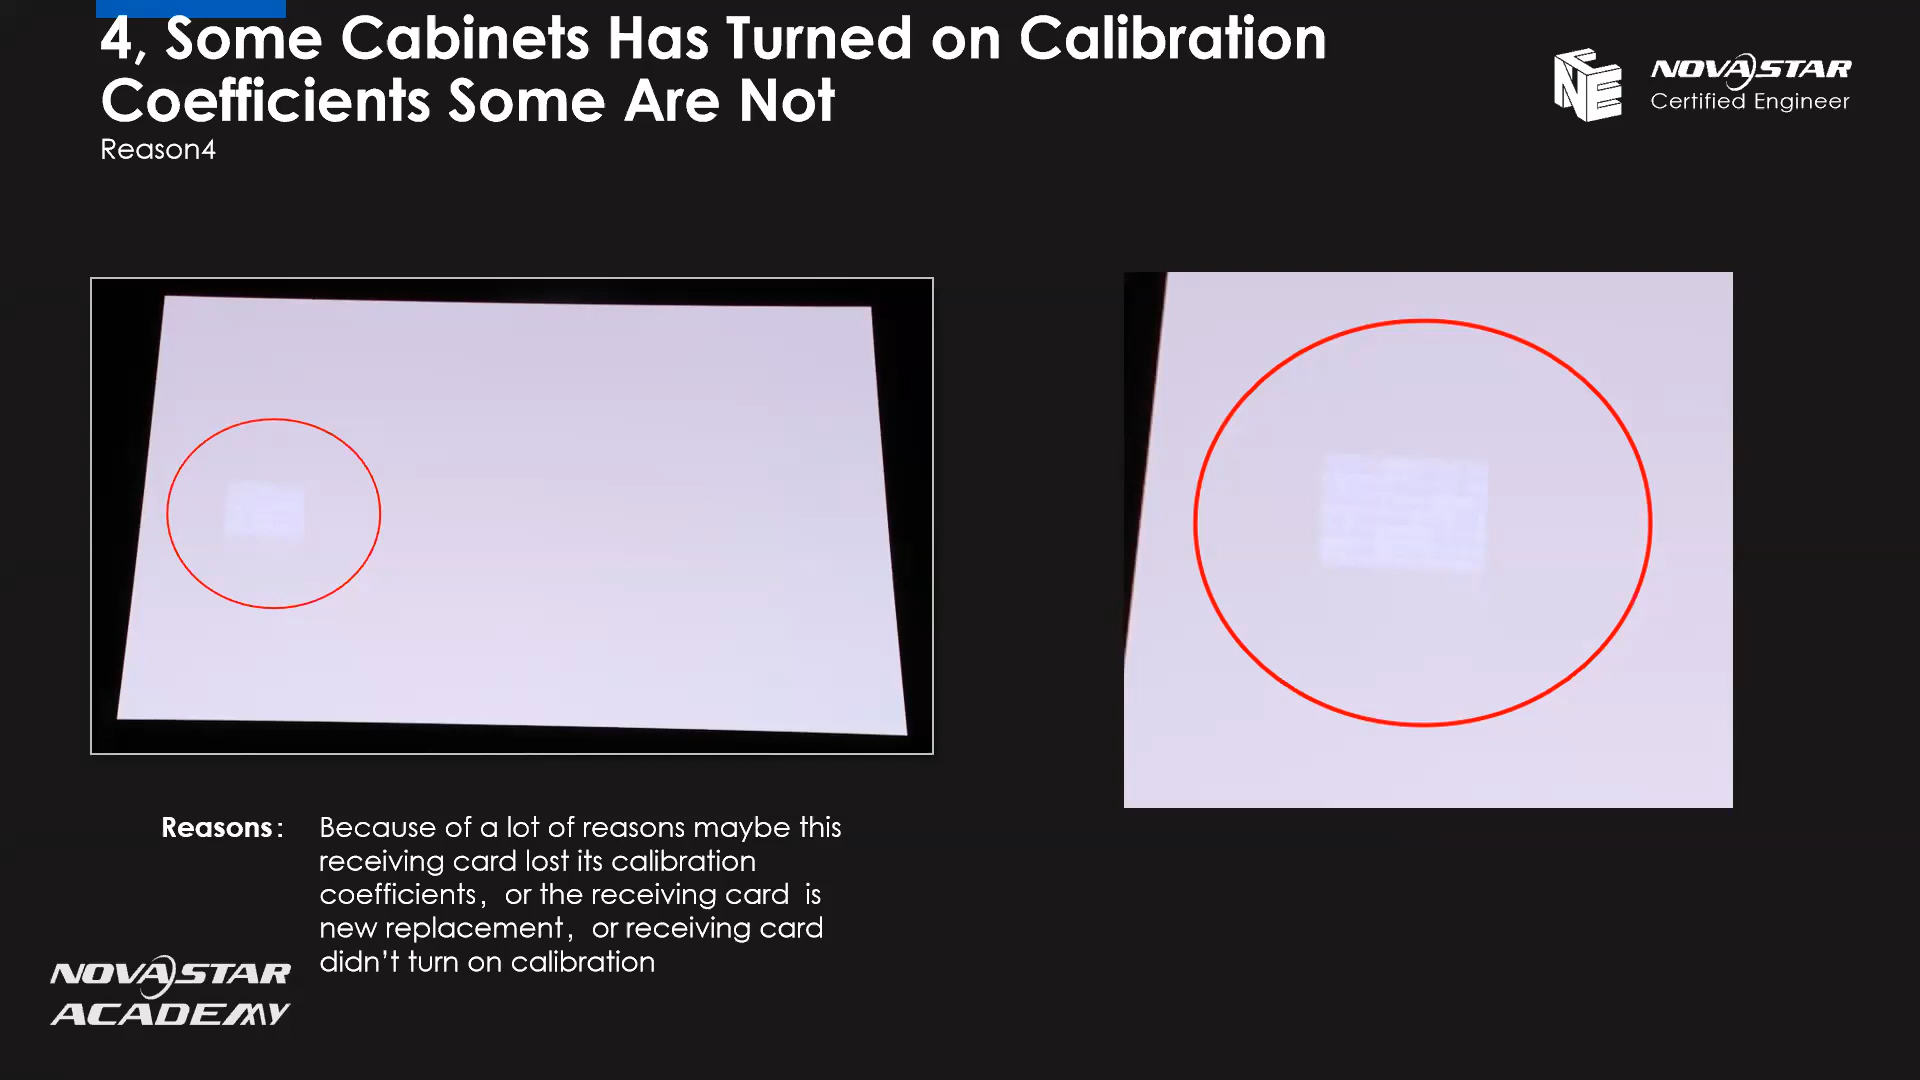 4, Some Cabinets Has Turned on Calibration
Coefficients Some Are Not
Reason4
NE
NOVASTAR
Certified Engineer
Reasons： Because of a lot of reasons maybe this
receiving card lost its calibration
coefficients，or the receiving card  is
new replacement，or receiving card
didn't turn on calibration
NOVASTAR
ACADEMY